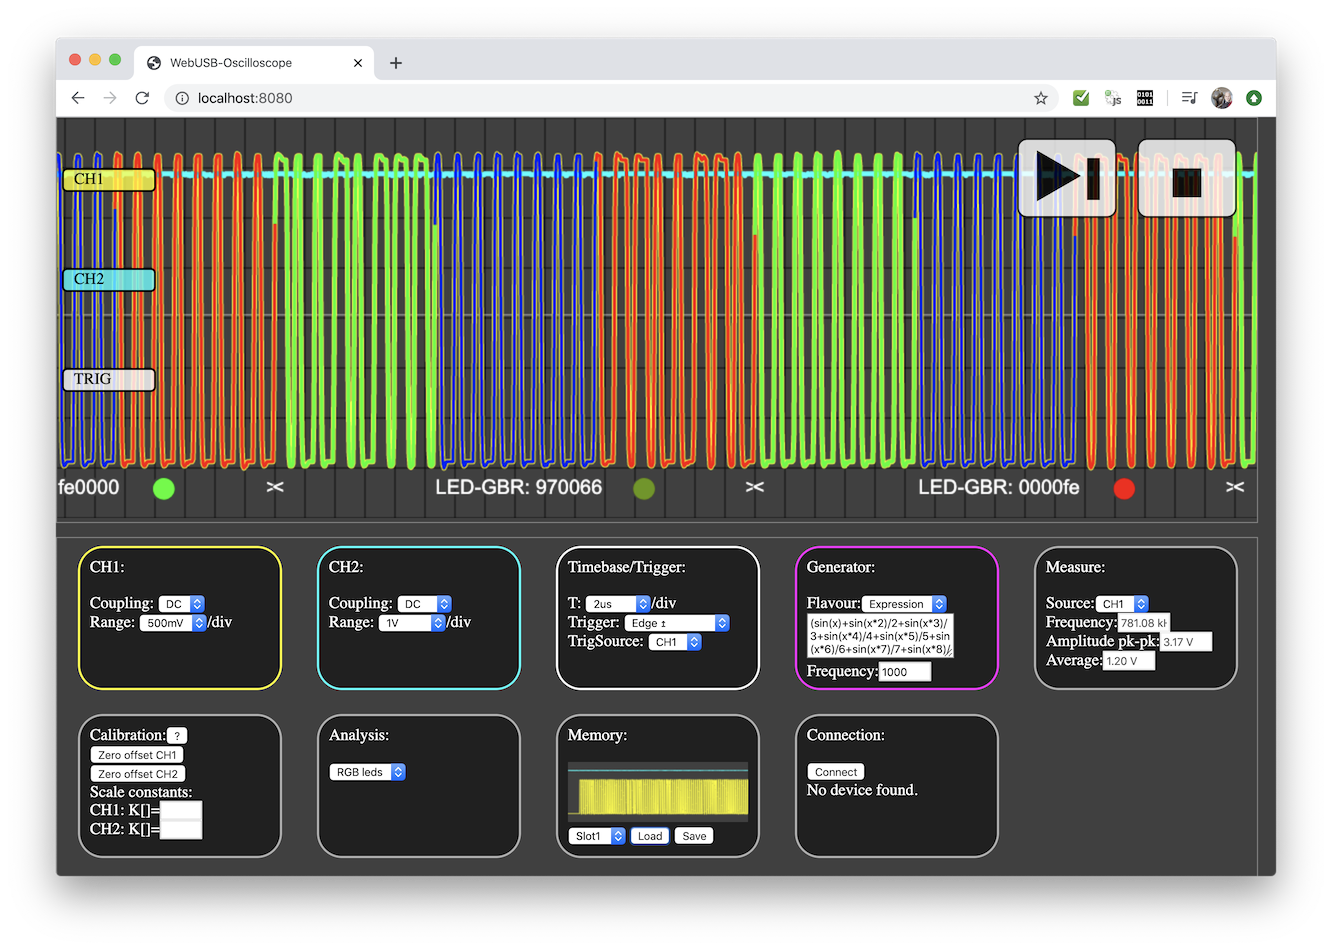 WebUSB-Oscilloscope
localhost:8080
JS
0101
0011
CH1
CH2
TRIG
fe0000 >< LED-GBR: 970066 >< LED-GBR: 0000fe ><
CH1:
Coupling: DC
Range: 500mV /div
CH2:
Coupling: DC
Range: 1V /div
Timebase/Trigger:
T: 2us /div
Trigger: Edge ±
TrigSource: CH1
Generator:
Flavour: Expression
(sin(x)+sin(x*2)/2+sin(x*3)/
3+sin(x*4)/4+sin(x*5)/5+sin
(x*6)/6+sin(x*7)/7+sin(x*8)/
Frequency: 1000
Measure:
Source: CH1
Frequency: 781.08 kH
Amplitude pk-pk: 3.17 V
Average: 1.20 V
Calibration: ?
Zero offset CH1
Zero offset CH2
Scale constants:
CH1: K[]=
CH2: K[]=
Analysis:
RGB leds
Memory:
Slot1 Load Save
Connection:
Connect
No device found.